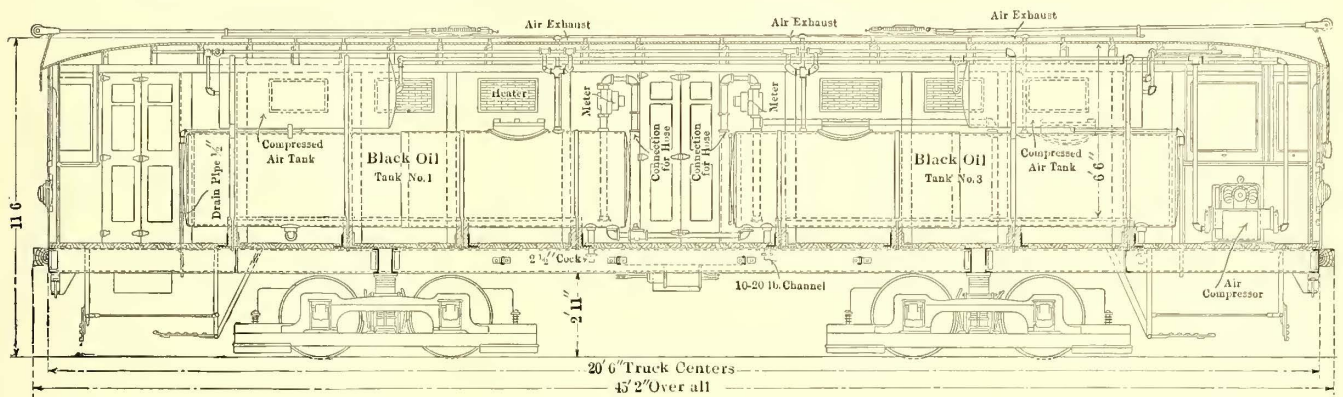 Air Exhaust
Air Exhaust
Air Exhaust
Heater
Meter
Meter
Compressed
Air Tank
Black Oil
Tank No. 1
Connection
for Hose
Connection
for Hose
Black Oil
Tank No. 3
Compressed
Air Tank
6'6"
Drain Pipe ½"
11'6"
2 ½" Cock
10-20 lb. Channel
Air
Compressor
2'11"
20'6" Truck Centers
45'2" Over all